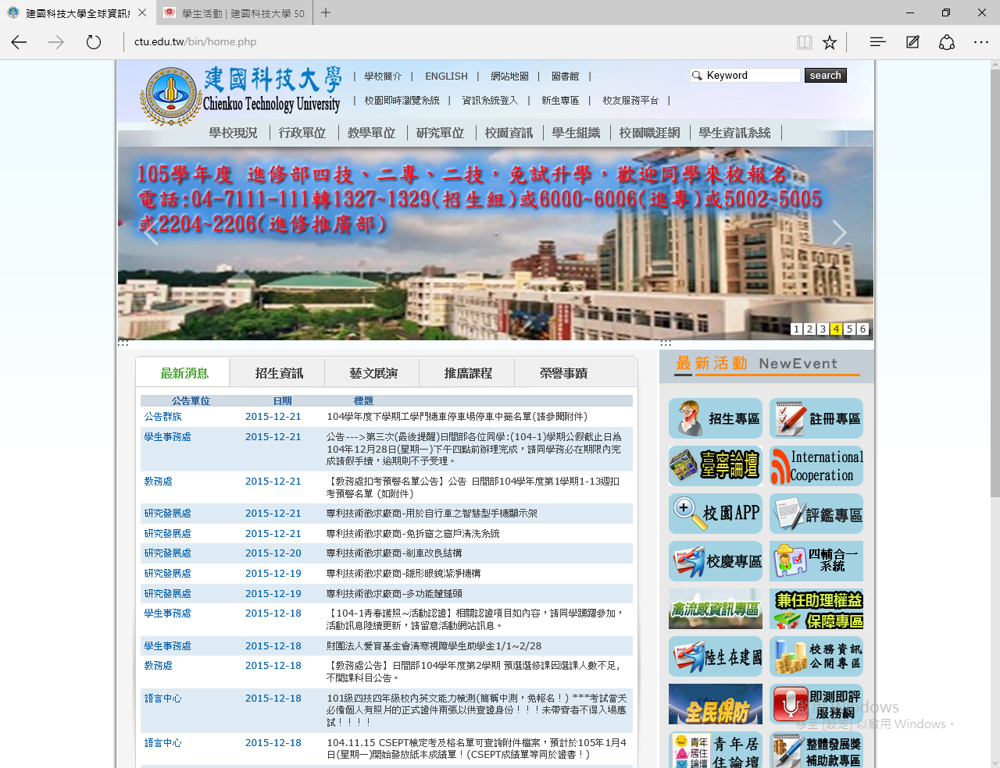 建國科技大學全球資訊網
學生活動 | 建國科技大學 50
ctu.edu.tw/bin/home.php
建國科技大學
Chienkuo Technology University
| 學校簡介 | ENGLISH | 網站地圖 | 圖書館 |
| 校園即時瀏覽系統 | 資訊系統登入 | 新生專區 | 校友服務平台 |
Keyword
search
學校現況 | 行政單位 | 教學單位 | 研究單位 | 校園資訊 | 學生組織 | 校園職涯網 | 學生資訊系統 |
105學年度 進修部四技、二專、二技，免試升學，歡迎同學來校報名
電話:04-7111-111轉1327~1329(招生組)或6000~6006(進專)或5002~5005
或2204~2206(進修推廣部)
1 2 3 4 5 6
:::
:::
最新消息 招生資訊 藝文展演 推廣課程 榮譽事蹟
公告單位 日期 標題
公告群族 2015-12-21 104學年度下學期工學門機車停車場停車中籤名單(請參閱附件)
學生事務處 2015-12-21 公告--->第三次(最後提醒)日間部各位同學:(104-1)學期公假截止日為
104年12月28日(星期一)下午四點前辦理完成，請同學務必在期限內完
成請假手續，逾期則不予受理。
教務處 2015-12-21 【教務處扣考預警名單公告】公告 日間部104學年度第1學期1-13週扣
考預警名單 (如附件)
研究發展處 2015-12-21 專利技術徵求廠商-用於自行車之智慧型手機顯示架
研究發展處 2015-12-21 專利技術徵求廠商-免拆窗之窗戶清洗系統
研究發展處 2015-12-20 專利技術徵求廠商-剎車改良結構
研究發展處 2015-12-19 專利技術徵求廠商-隱形眼鏡潔淨機構
研究發展處 2015-12-19 專利技術徵求廠商-多功能蓮蓬頭
學生事務處 2015-12-18 【104-1青春護照~活動認證】相關認證項目如內容，請同學踴躍參加，
活動訊息陸續更新，請留意活動網站訊息。
學生事務處 2015-12-18 財團法人愛盲基金會清寒視障學生助學金1/1~2/28
教務處 2015-12-18 【教務處公告】日間部104學年度第2學期 預選選修課因選課人數不足,
不開課科目公告。
語言中心 2015-12-18 101級四技四年級校內英文能力檢測(簡稱中測，免報名！) ***考試當天
必備個人有照片的正式證件兩張以供查證身份！！！未帶齊者不得入場應
試！！！！
語言中心 2015-12-18 104.11.15 CSEPT檢定考及格名單可查詢附件檔案，預計於105年1月4
日(星期一)開始發放紙本成績單！(CSEPT成績單等同於證書！)
最新活動 NewEvent
招生專區
註冊專區
臺寧論壇
International
Cooperation
校園APP
評鑑專區
校慶專區
四輔合一
系統
禽流感資訊專區
兼任助理權益
保障專區
陸生在建國
校務資訊
公開專區
全民保防
即測即評
服務網
青年居
住論壇
青年
居住
論壇
整體發展獎
補助款專區
啟用 Windows
移至 [設定] 以啟用 Windows。